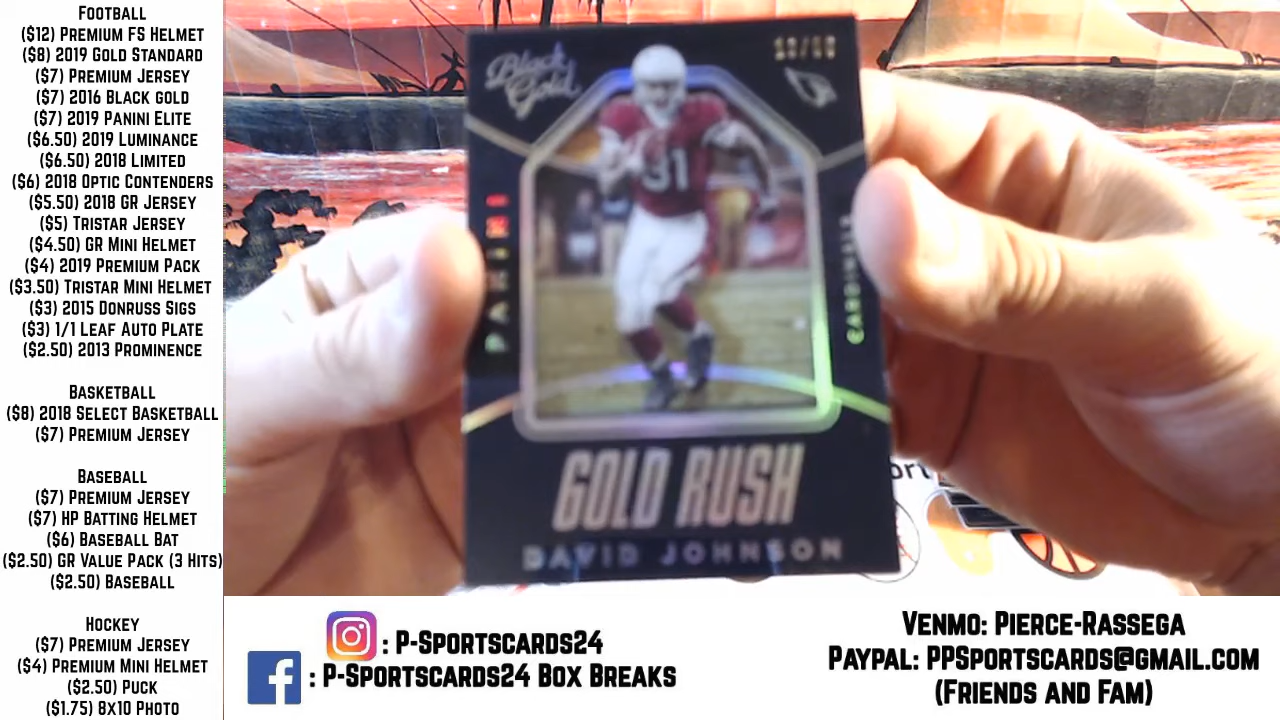 FOOTBALL
($12) PREMIUM FS HELMET
($8) 2019 GOLD STANDARD
($7) PREMIUM JERSEY
($7) 2016 BLACK GOLD
($7) 2019 PANINI ELITE
($6.50) 2019 LUMINANCE
($6.50) 2018 LIMITED
($6) 2018 OPTIC CONTENDERS
($5.50) 2018 GR JERSEY
($5) TRISTAR JERSEY
($4.50) GR MINI HELMET
($4) 2019 PREMIUM PACK
($3.50) TRISTAR MINI HELMET
($3) 2015 DONRUSS SIGS
($3) 1/1 LEAF AUTO PLATE
($2.50) 2013 PROMINENCE
BASKETBALL
($8) 2018 SELECT BASKETBALL
($7) PREMIUM JERSEY
BASEBALL
($7) PREMIUM JERSEY
($7) HP BATTING HELMET
($6) BASEBALL BAT
($2.50) GR VALUE PACK (3 HITS)
($2.50) BASEBALL
HOCKEY
($7) PREMIUM JERSEY
($4) PREMIUM MINI HELMET
($2.50) PUCK
($1.75) 8X10 PHOTO
Black Gold
PANINI
31
CARDINALS
GOLD RUSH
DAVID JOHNSON
: P-SPORTSCARDS24
: P-SPORTSCARDS24 BOX BREAKS
VENMO: PIERCE-RASSEGA
PAYPAL: PPSPORTSCARDS@GMAIL.COM
(FRIENDS AND FAM)